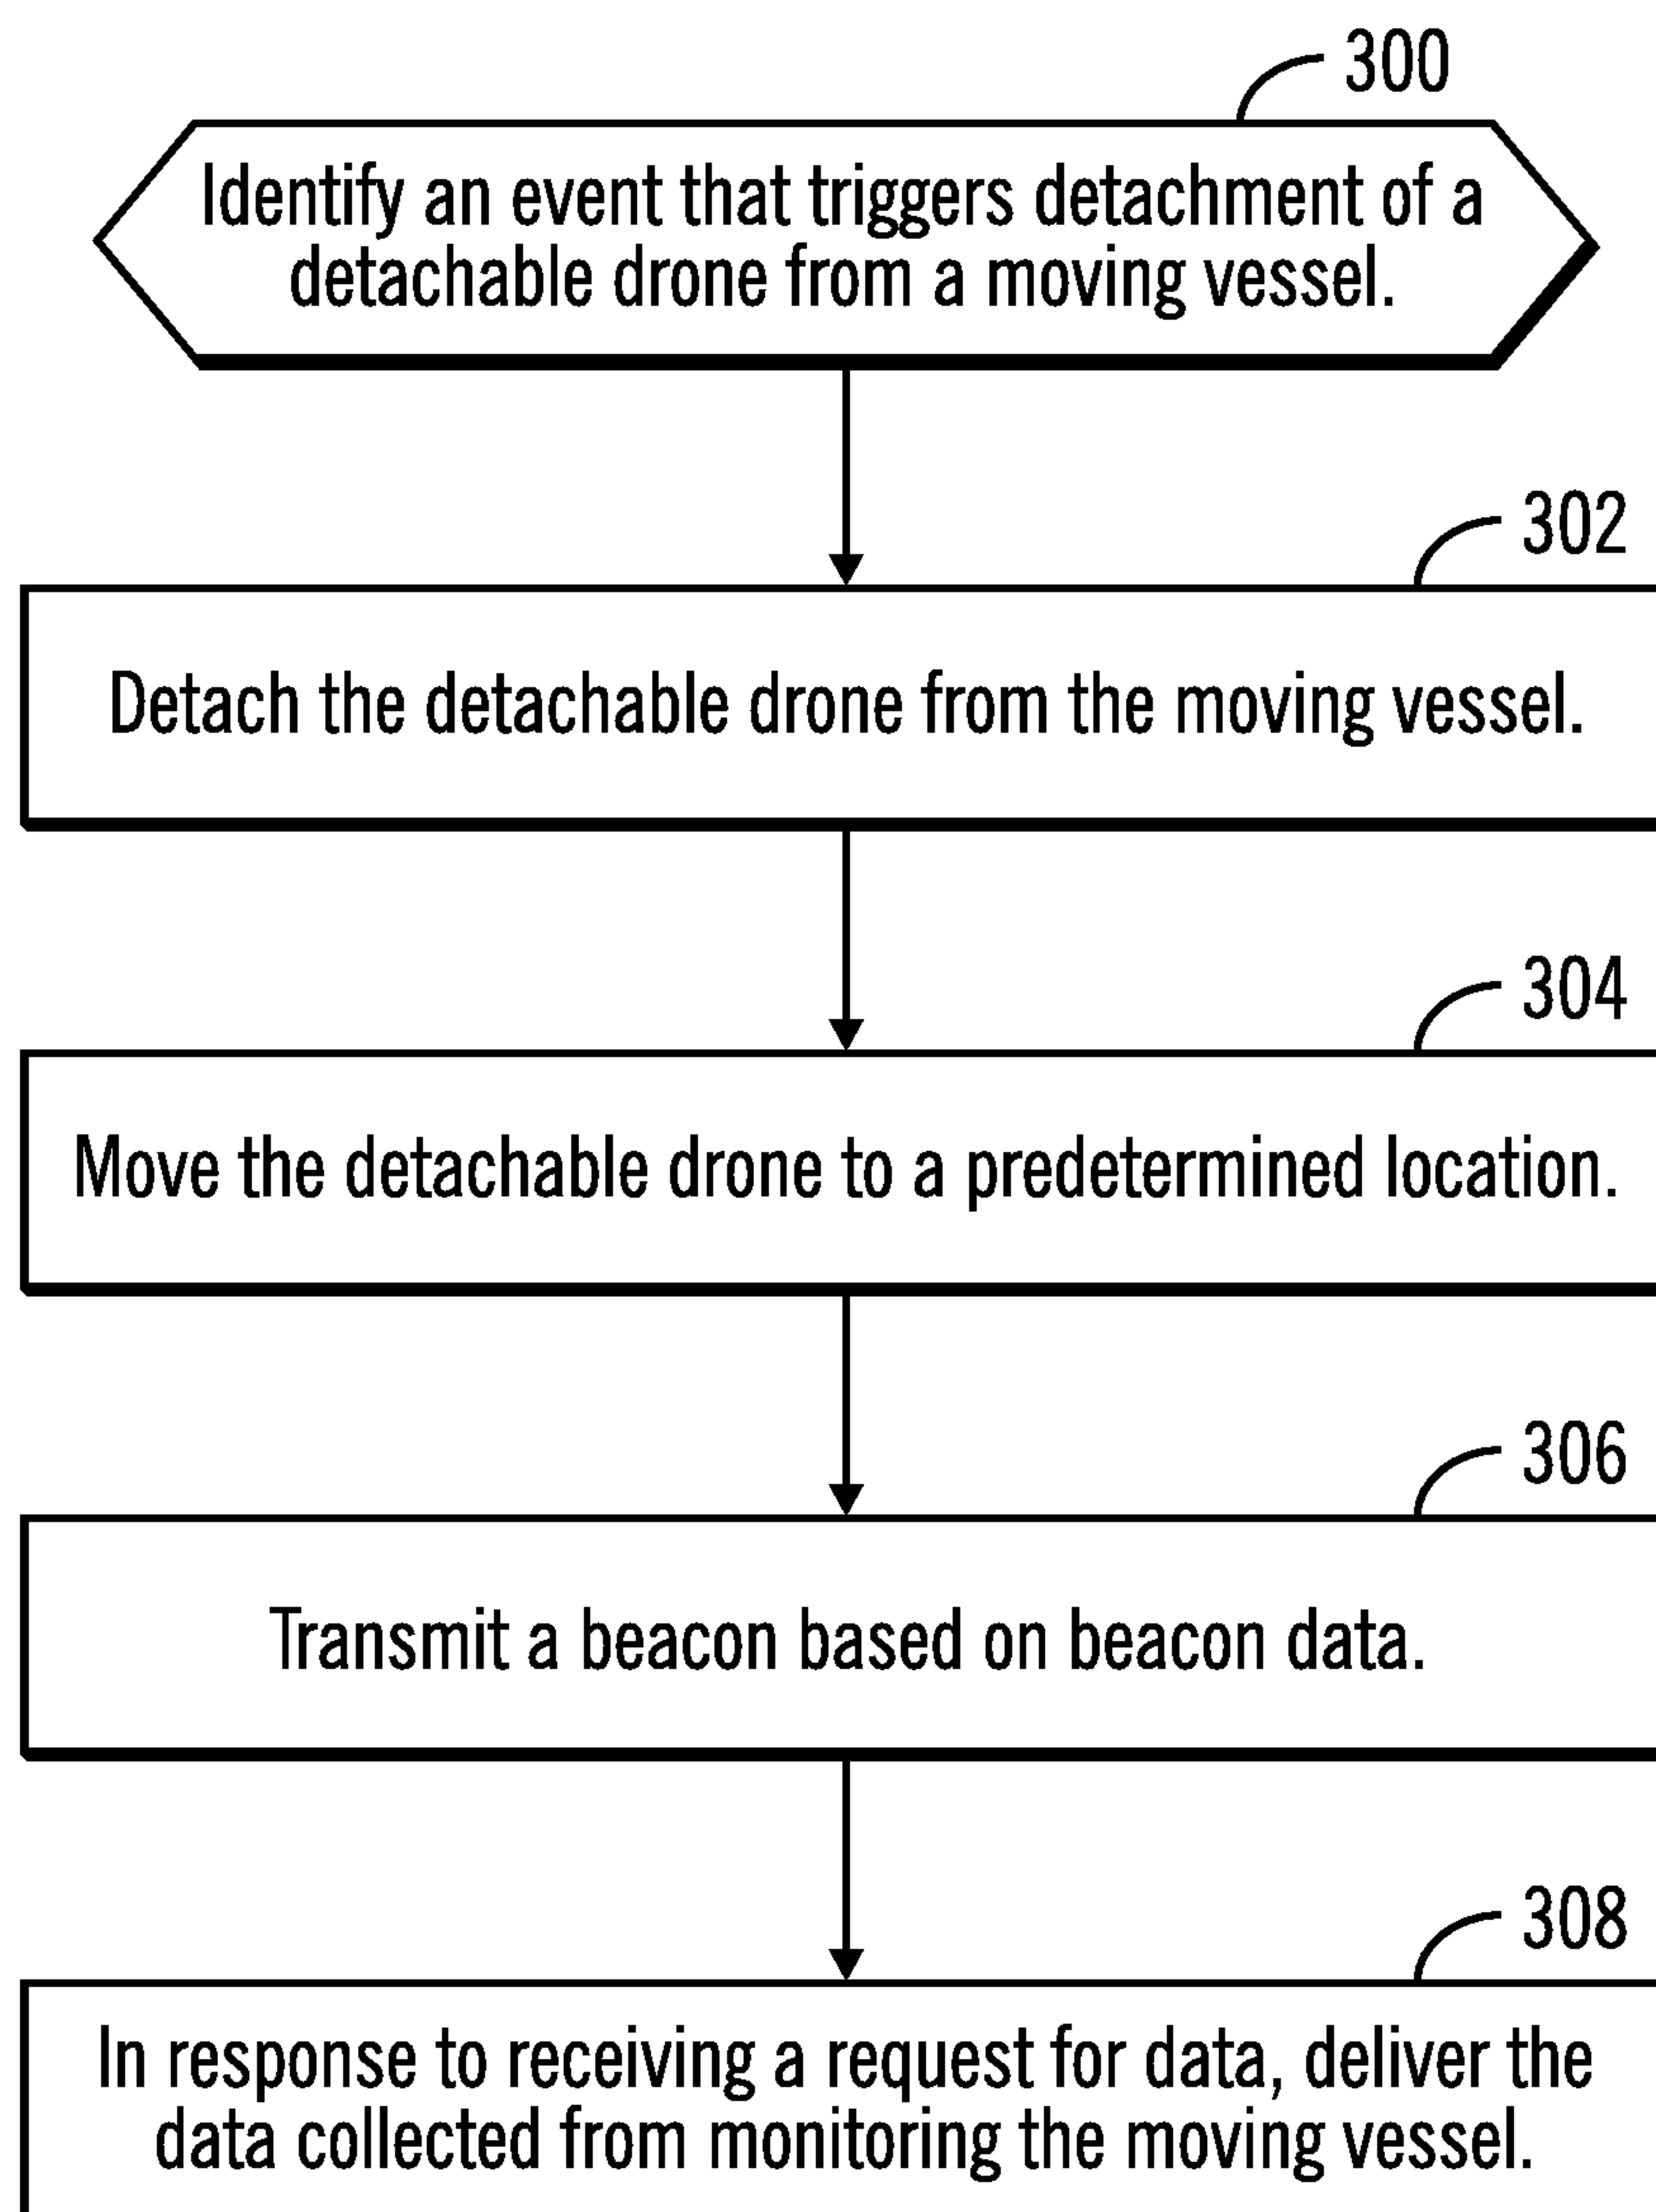 300
Identify an event that triggers detachment of a
detachable drone from a moving vessel.
302
Detach the detachable drone from the moving vessel.
304
Move the detachable drone to a predetermined location.
306
Transmit a beacon based on beacon data.
308
In response to receiving a request for data, deliver the
data collected from monitoring the moving vessel.